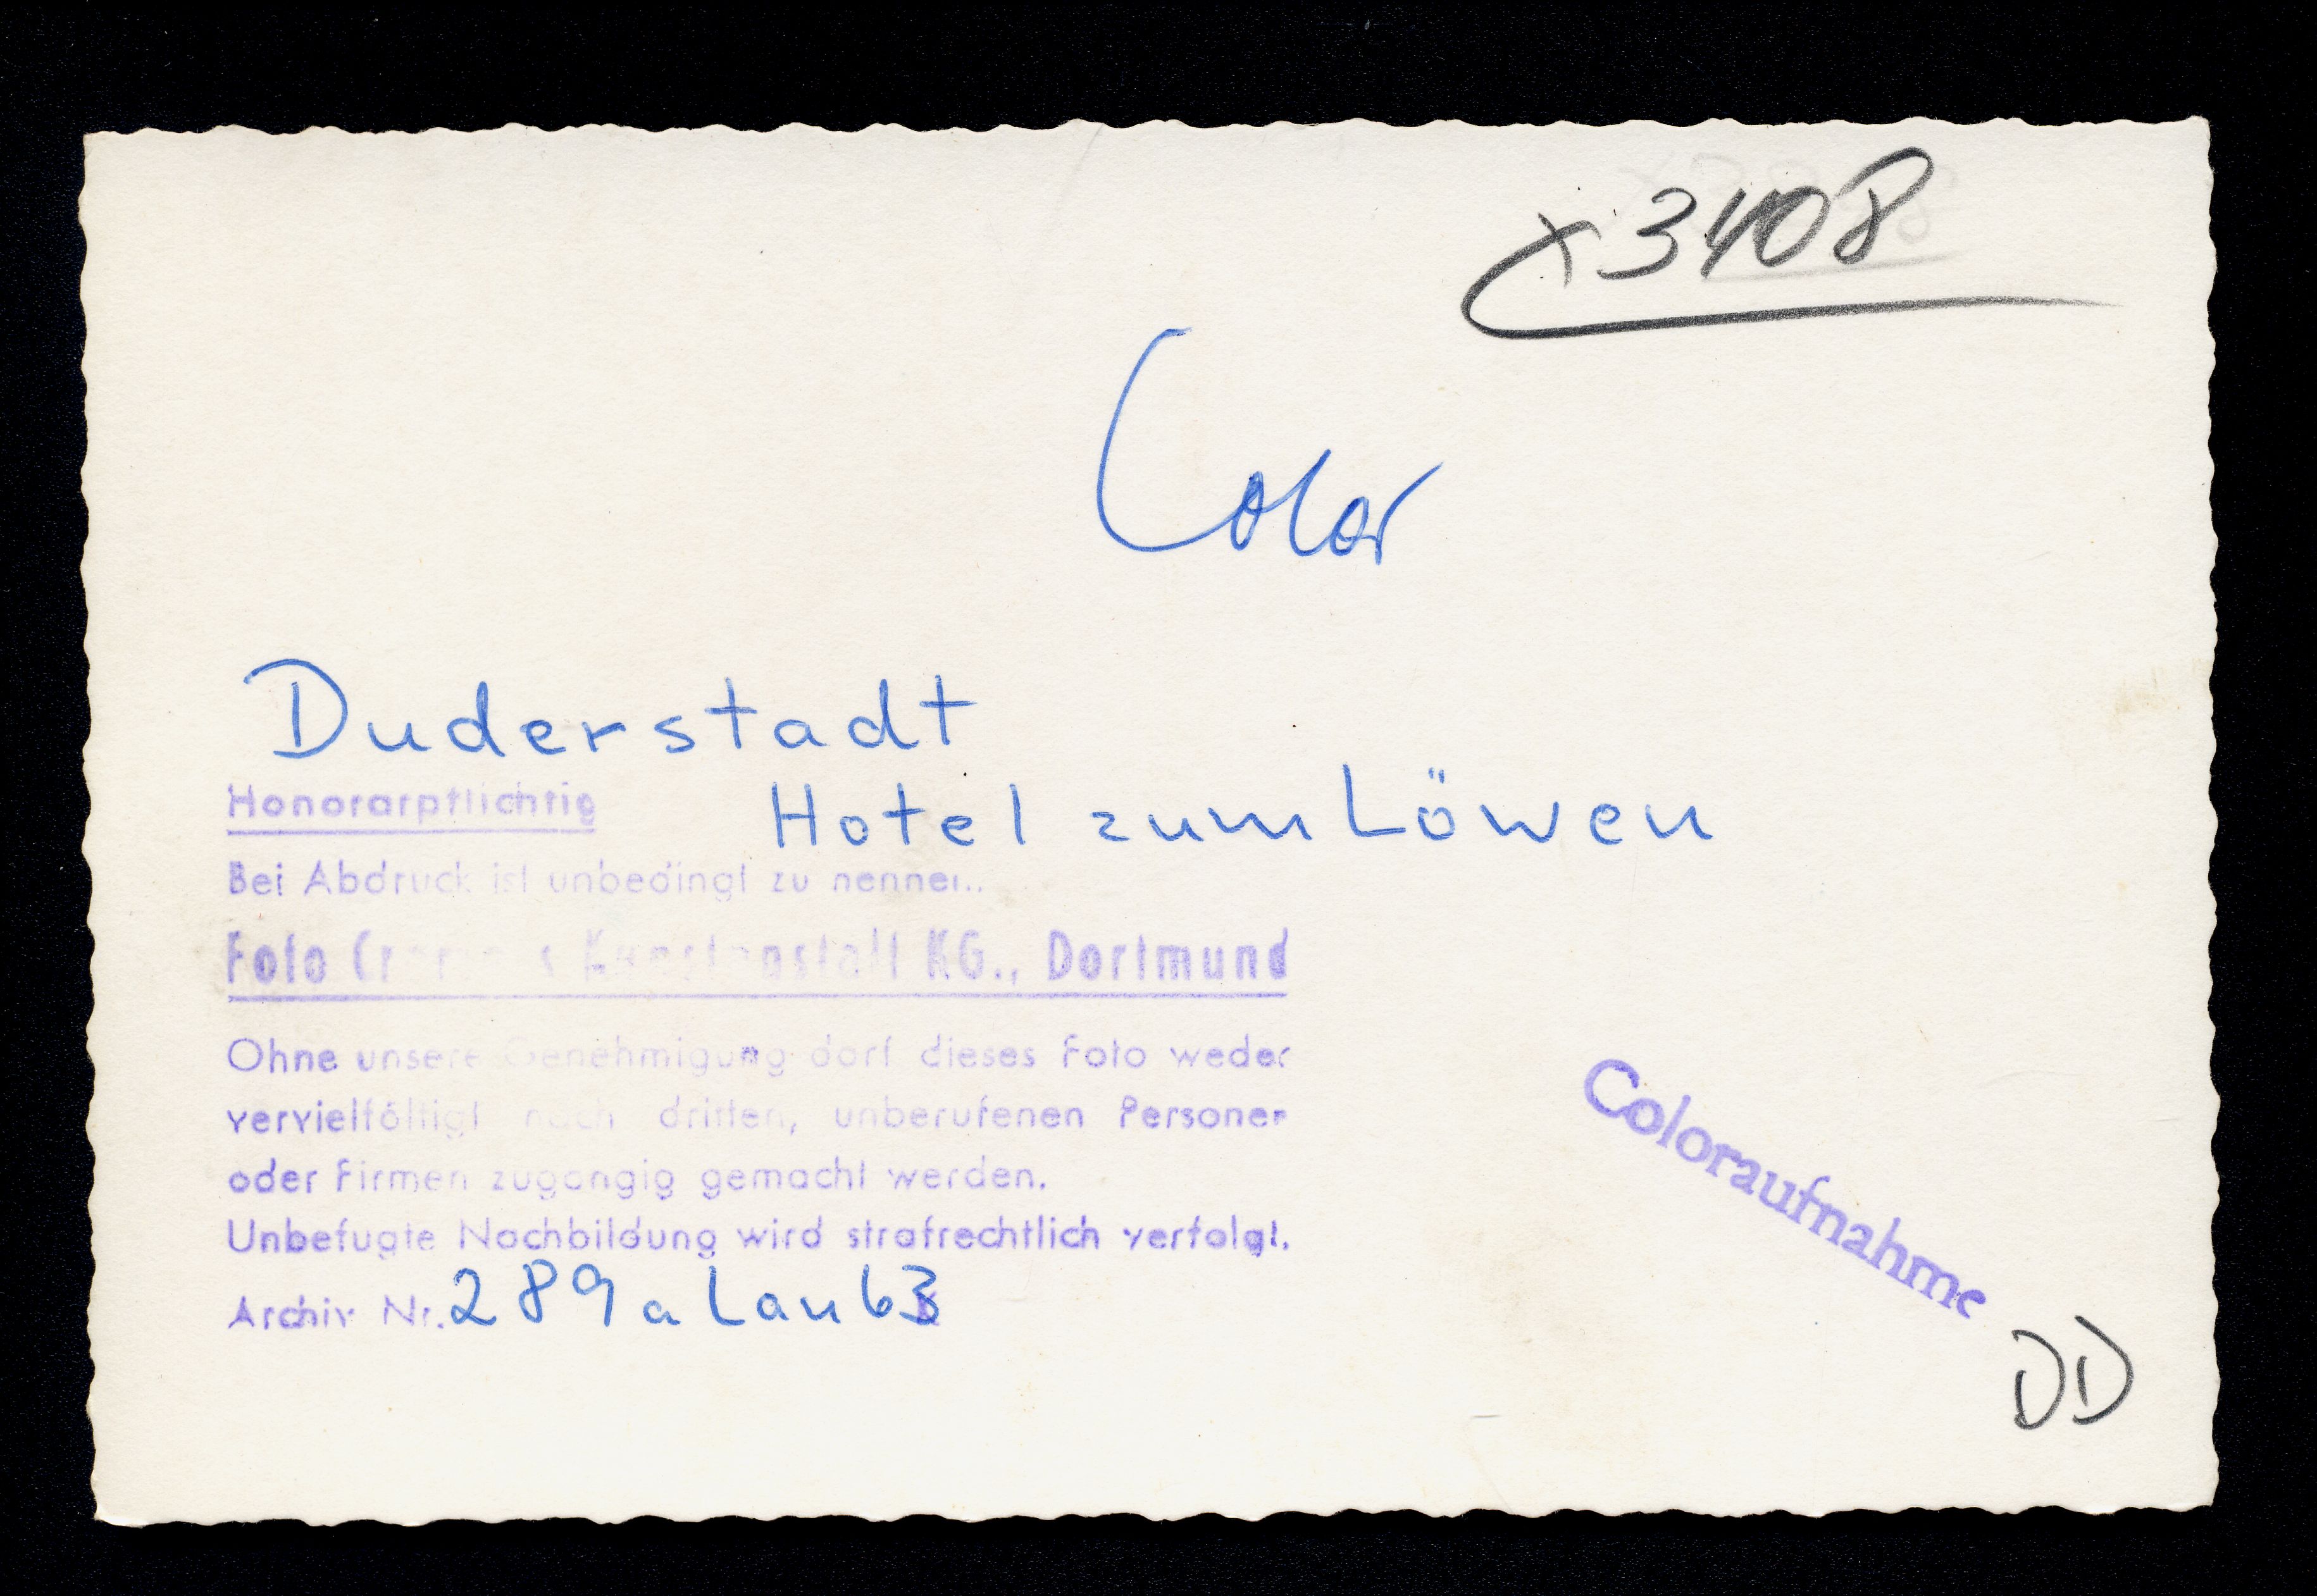 x3408
Color
Duderstadt
Hotel zum Löwen
Honorarpflichtig
Bei Abdruck ist unbedingt zu nennen..
Foto Kunstanstalt KG., Dortmund
Ohne unsere Genehmigung darf dieses Foto weder
vervielfältigt noch dritten, unberufenen Personen
oder Firmen zugängig gemacht werden.
Unbefugte Nachbildung wird strafrechtlich verfolgt.
Archiv Nr. 289 a Lau 63
Coloraufnahme
DD